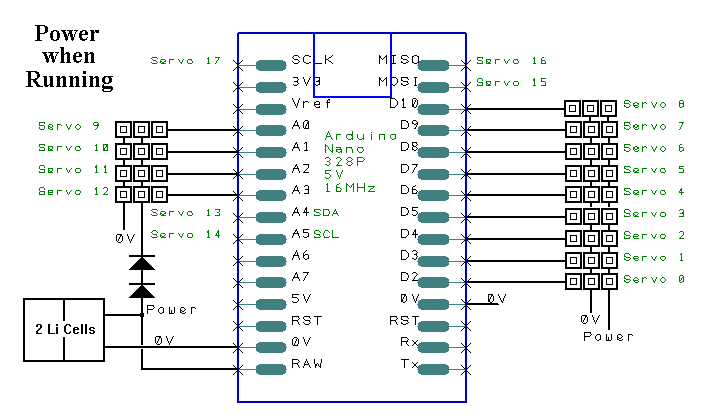 Power
when
Running
Servo 17
SCLK
MISO
Servo 16
3V3
MOSI
Servo 15
Vref
D10
Servo 8
Servo 9
A0
D9
Servo 7
Servo 10
A1
D8
Servo 6
Servo 11
A2
D7
Servo 5
Servo 12
A3
D6
Servo 4
Arduino
Nano
328P
5V
16MHz
Servo 13
A4 SDA
D5
Servo 3
0V
Servo 14
A5 SCL
D4
Servo 2
A6
D3
Servo 1
A7
D2
Servo 0
5V
0V
0V
Power
RST
RST
0V
Power
2 Li Cells
0V
0V
Rx
RAW
Tx